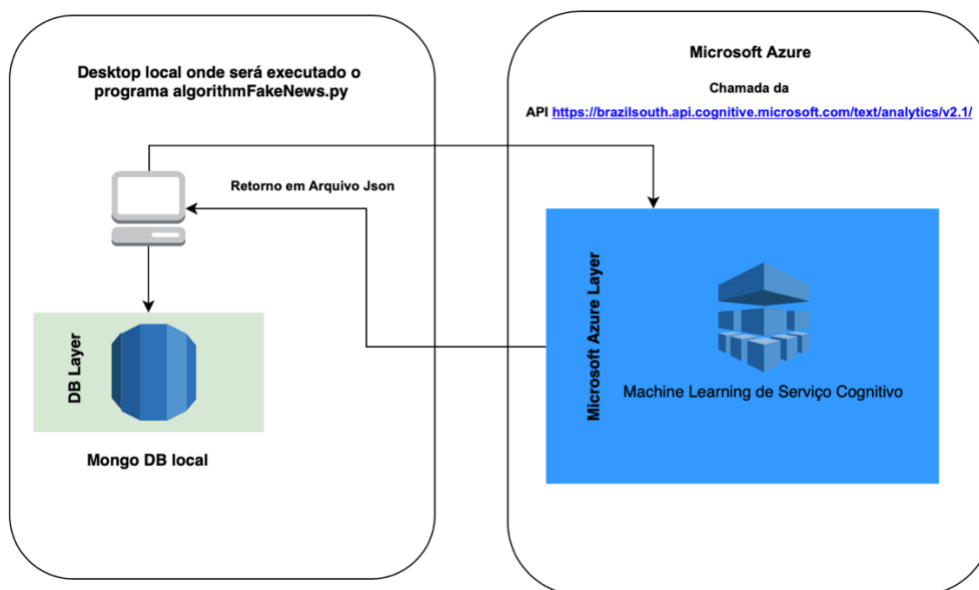 Desktop local onde será executado o
programa algorithmFakeNews.py
Retorno em Arquivo Json
DB Layer
Mongo DB local
Microsoft Azure
Chamada da
API https://brazilsouth.api.cognitive.microsoft.com/text/analytics/v2.1/
Microsoft Azure Layer
Machine Learning de Serviço Cognitivo